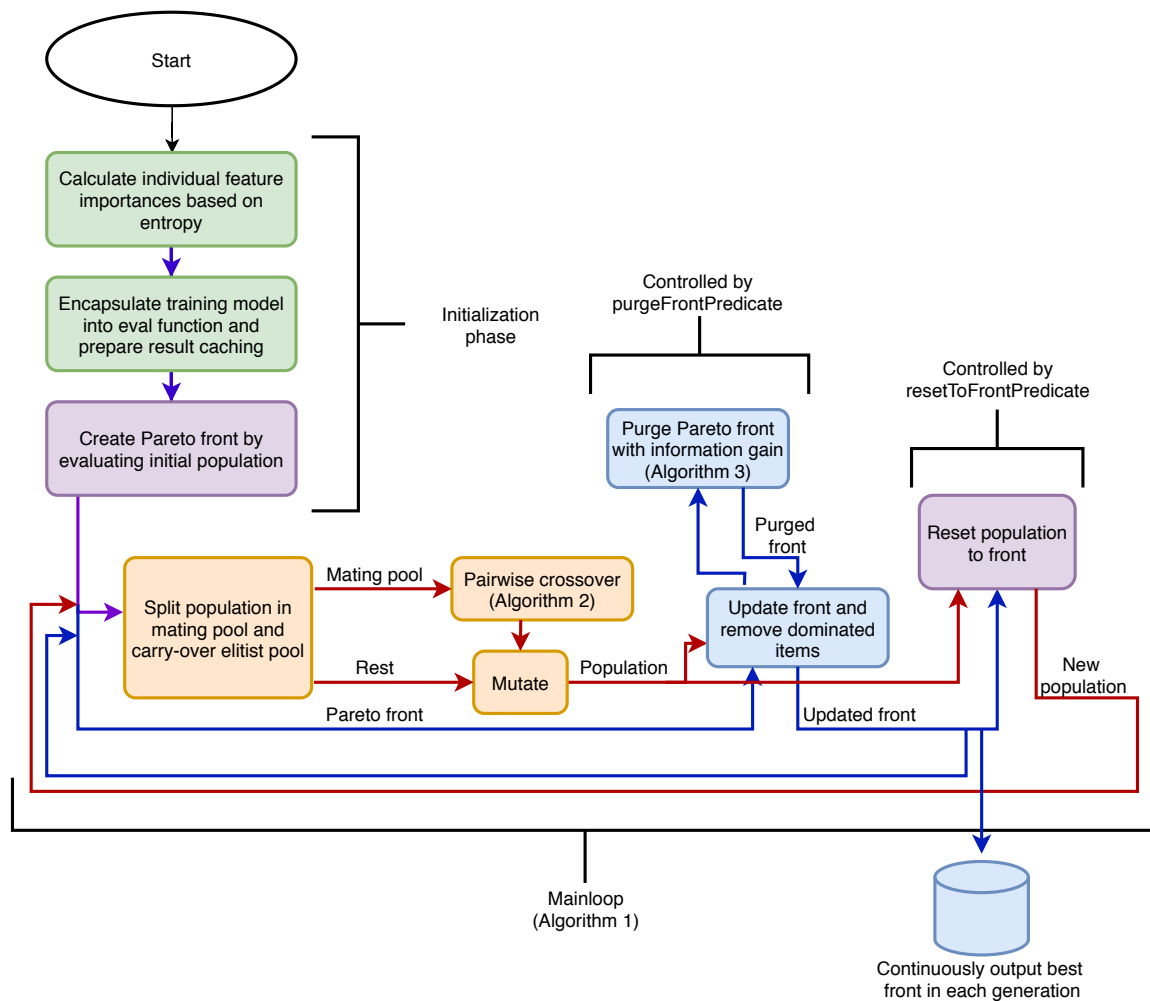 Start
Calculate individual feature
importances based on
entropy
Encapsulate training model
into eval function and
prepare result caching
Create Pareto front by
evaluating initial population
Initialization
phase
Controlled by
purgeFrontPredicate
Purge Pareto front
with information gain
(Algorithm 3)
Purged
front
Controlled by
resetToFrontPredicate
Reset population
to front
Split population in
mating pool and
carry-over elitist pool
Mating pool
Pairwise crossover
(Algorithm 2)
Rest
Mutate
Population
Update front and
remove dominated
items
New
population
Pareto front
Updated front
Mainloop
(Algorithm 1)
Continuously output best
front in each generation